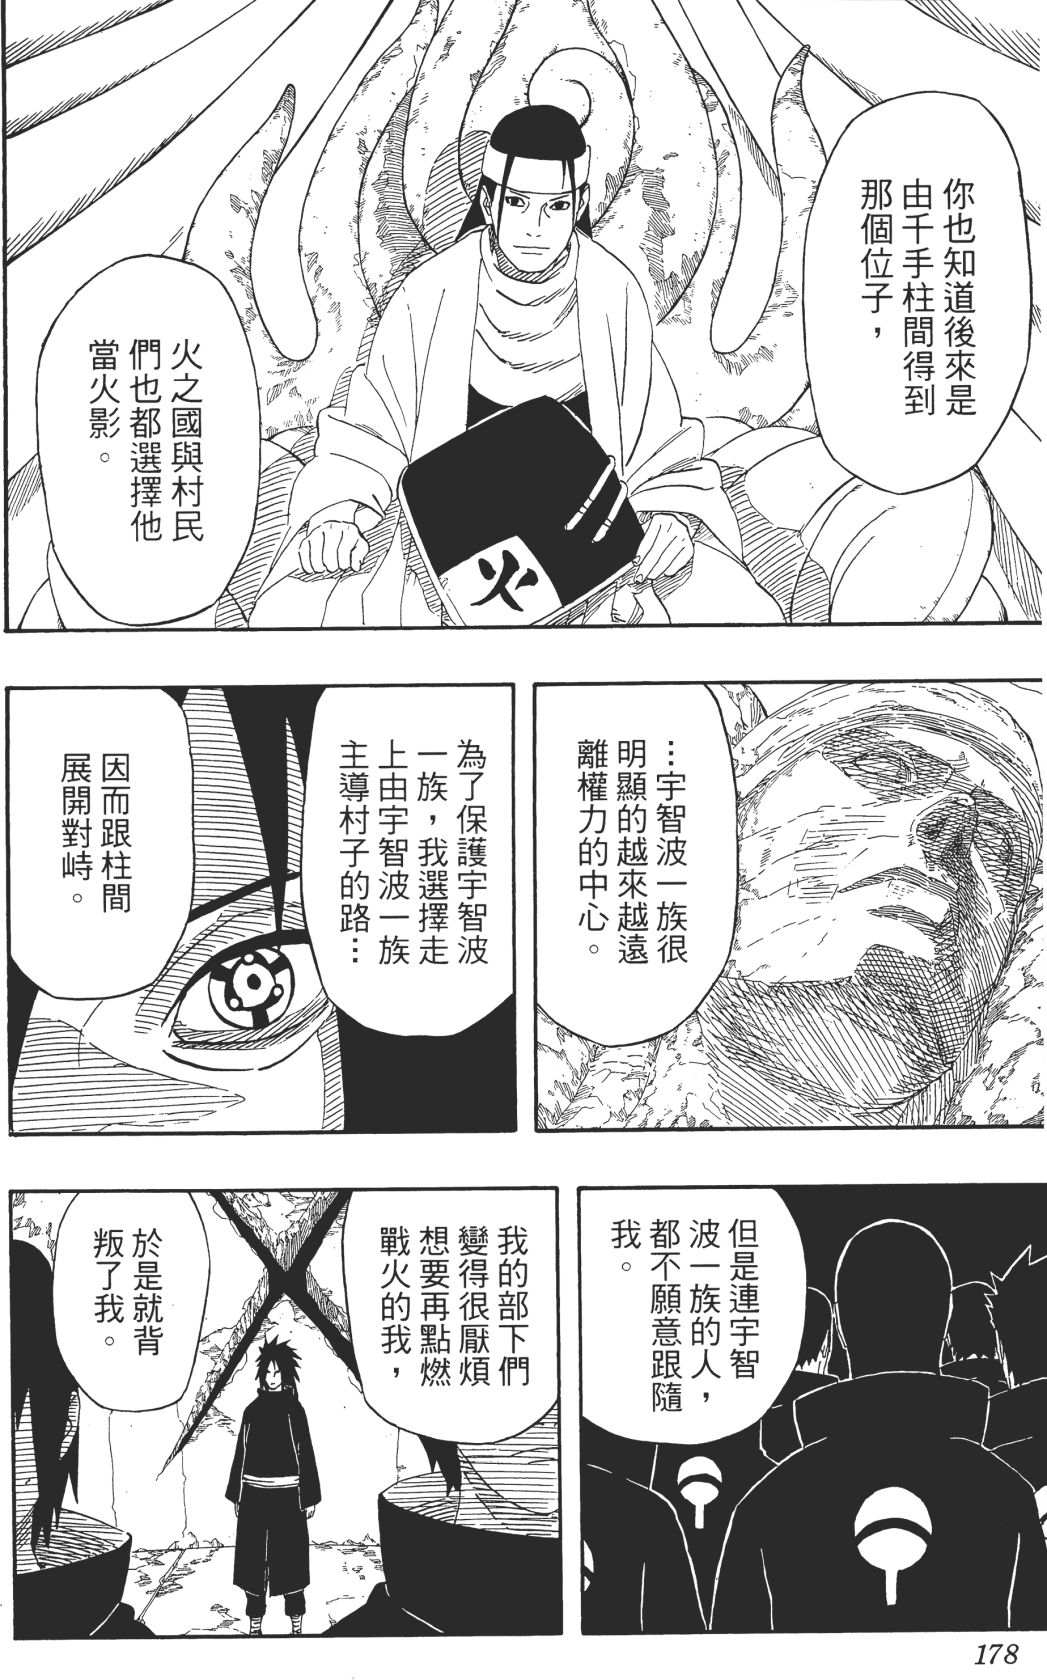 你也知道後來是
由千手柱間得到
那個位子，
火之國與村民
們也都選擇他
當火影。
火
…宇智波一族很
明顯的越來越遠
離權力的中心。
為了保護宇智波
一族，我選擇走
上由宇智波一族
主導村子的路…
因而跟柱間
展開對峙。
但是連宇智
波一族的人，
都不願意跟隨
我。
我的部下們
變得很厭煩
想要再點燃
戰火的我，
於是就背
叛了我。
178